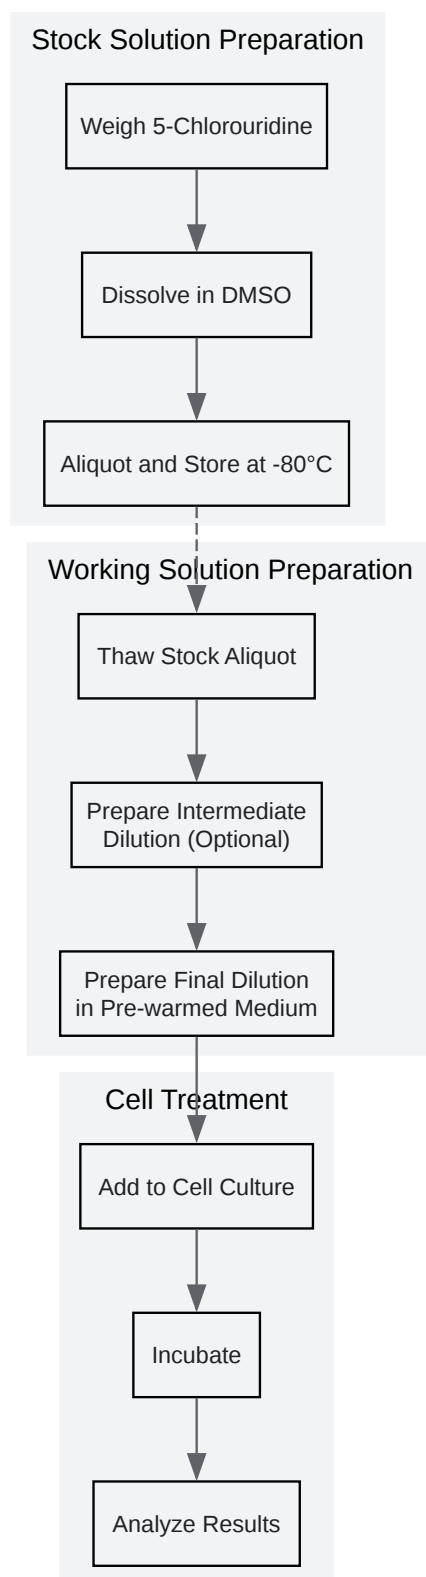 Stock Solution Preparation
Weigh 5-Chlorouridine
Dissolve in DMSO
Aliquot and Store at -80°C
Working Solution Preparation
Thaw Stock Aliquot
Prepare Intermediate
Dilution (Optional)
Prepare Final Dilution
in Pre-warmed Medium
Cell Treatment
Add to Cell Culture
Incubate
Analyze Results